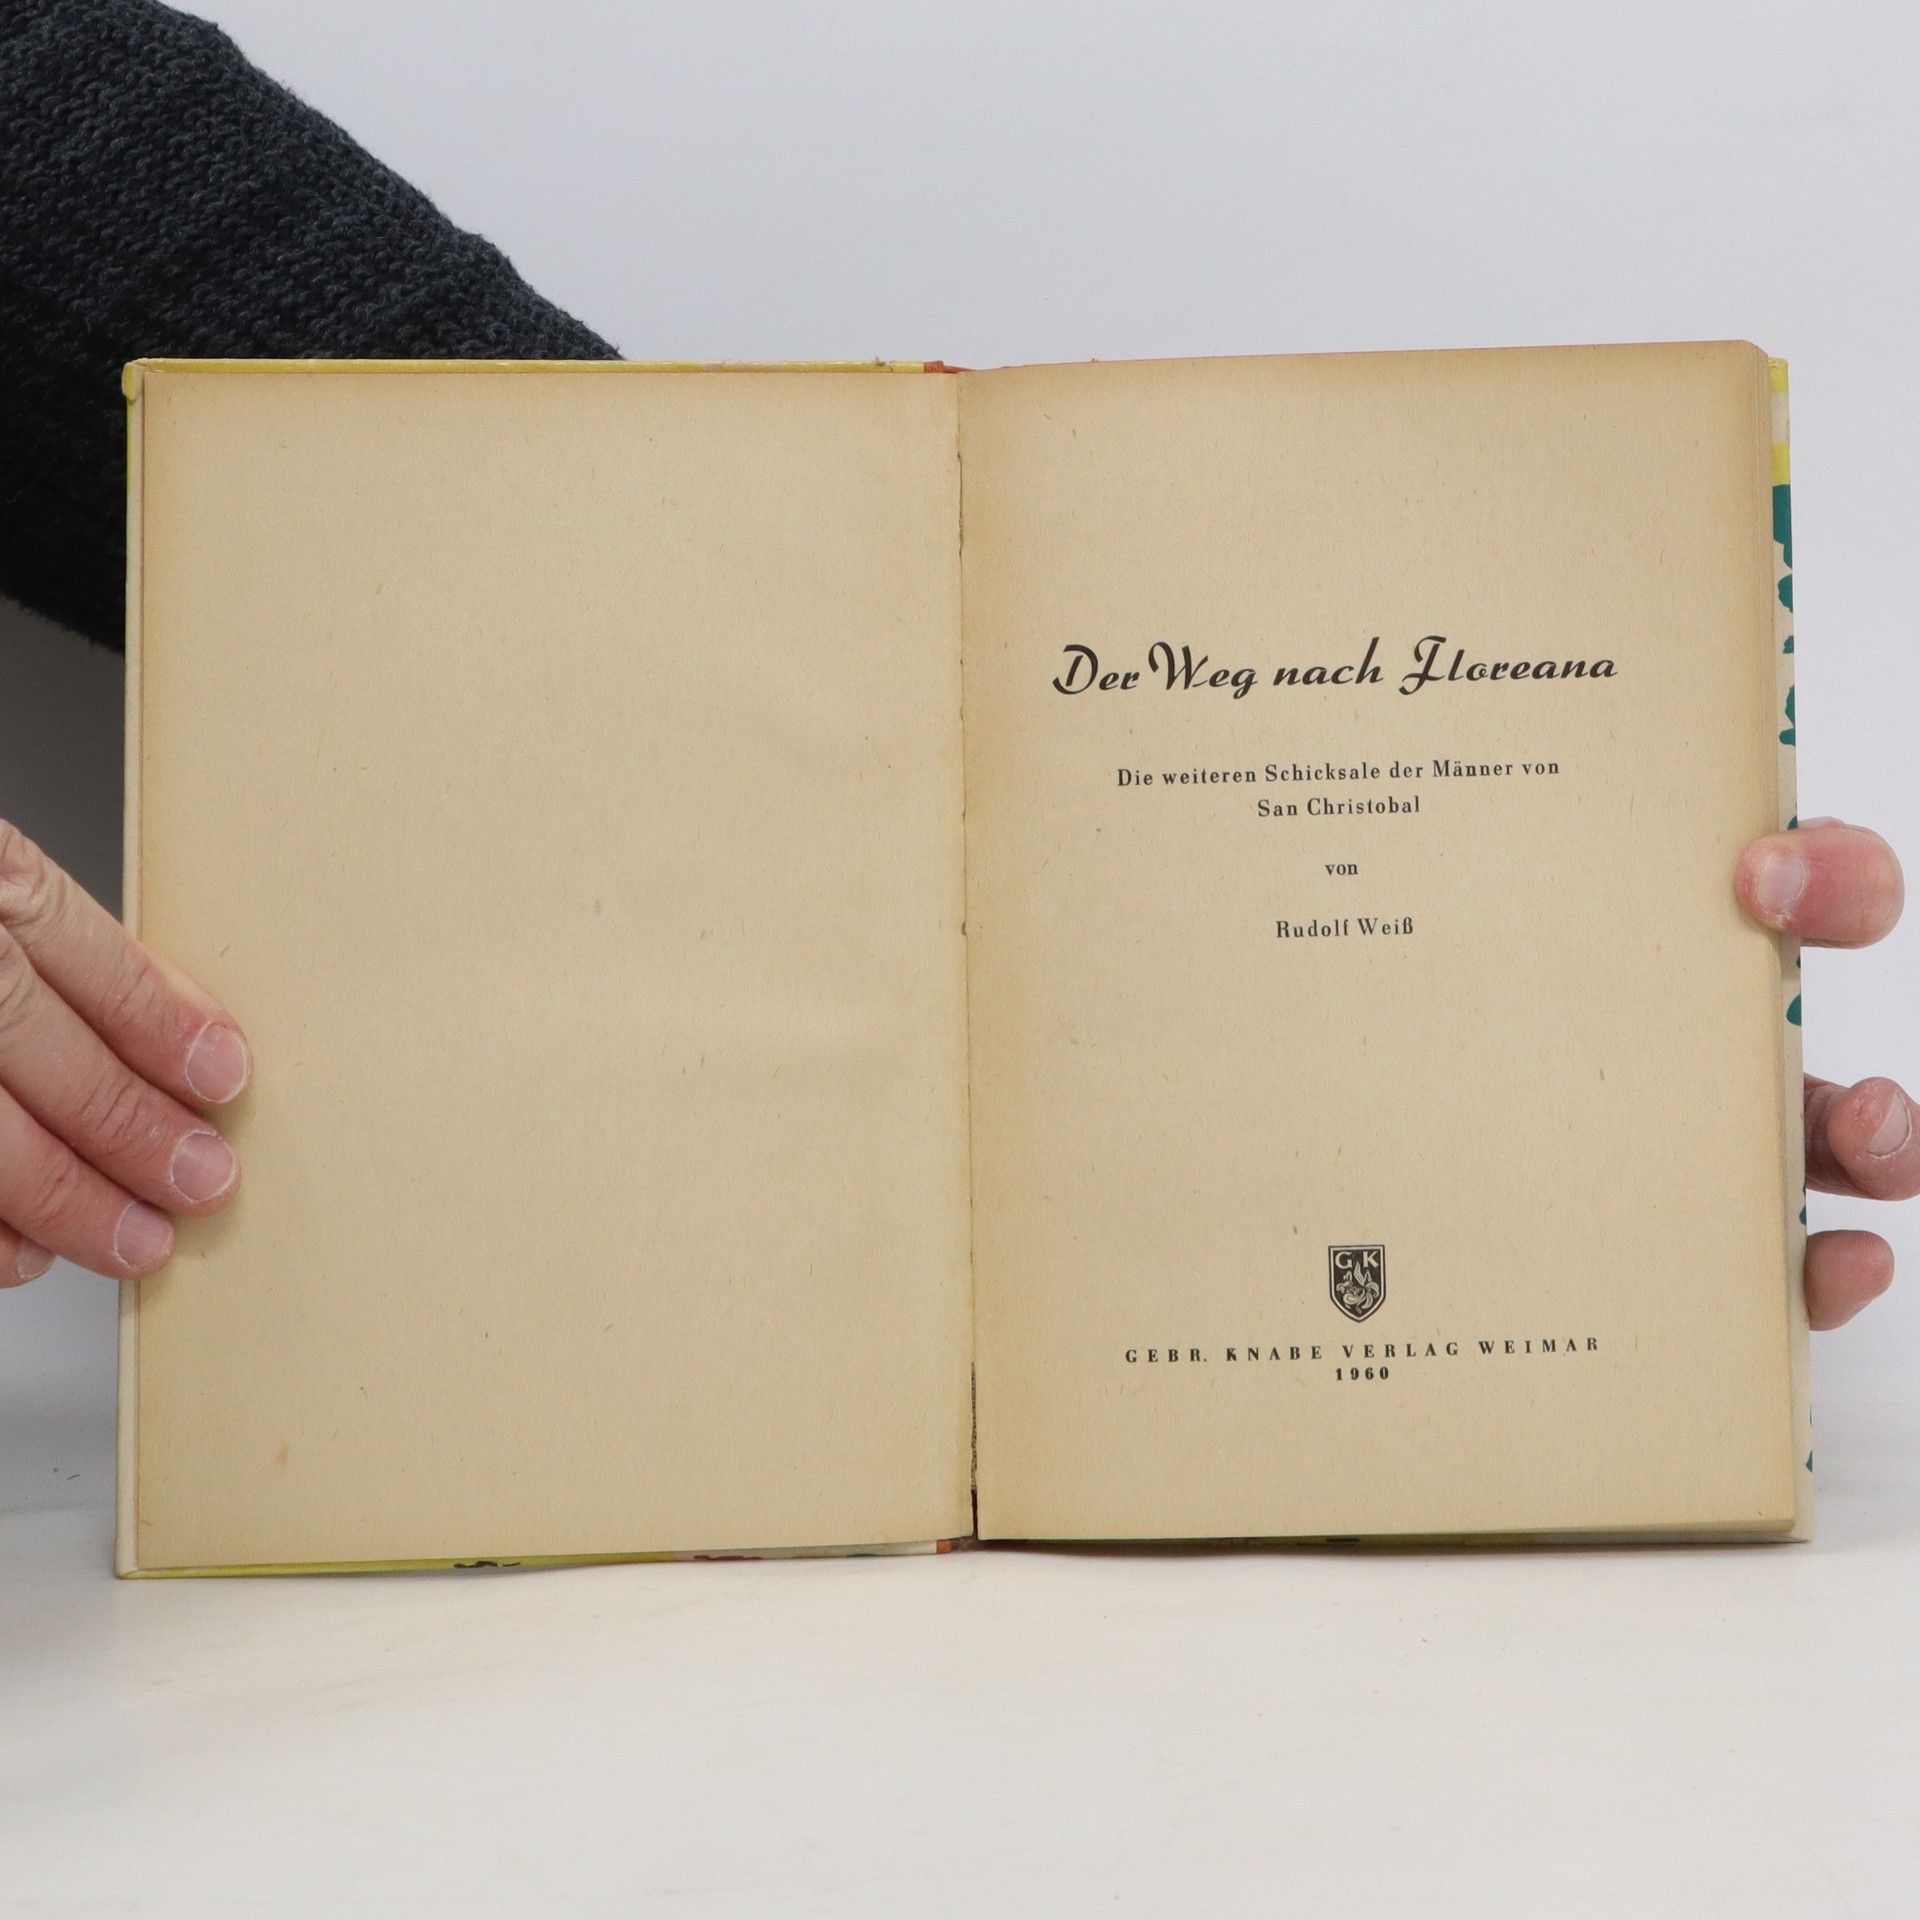 Der Weg nach Floreana
Die weiteren Schicksale der Männer von
San Christobal
von
Rudolf Weiß
G K
GEBR. KNABE VERLAG WEIMAR
1960